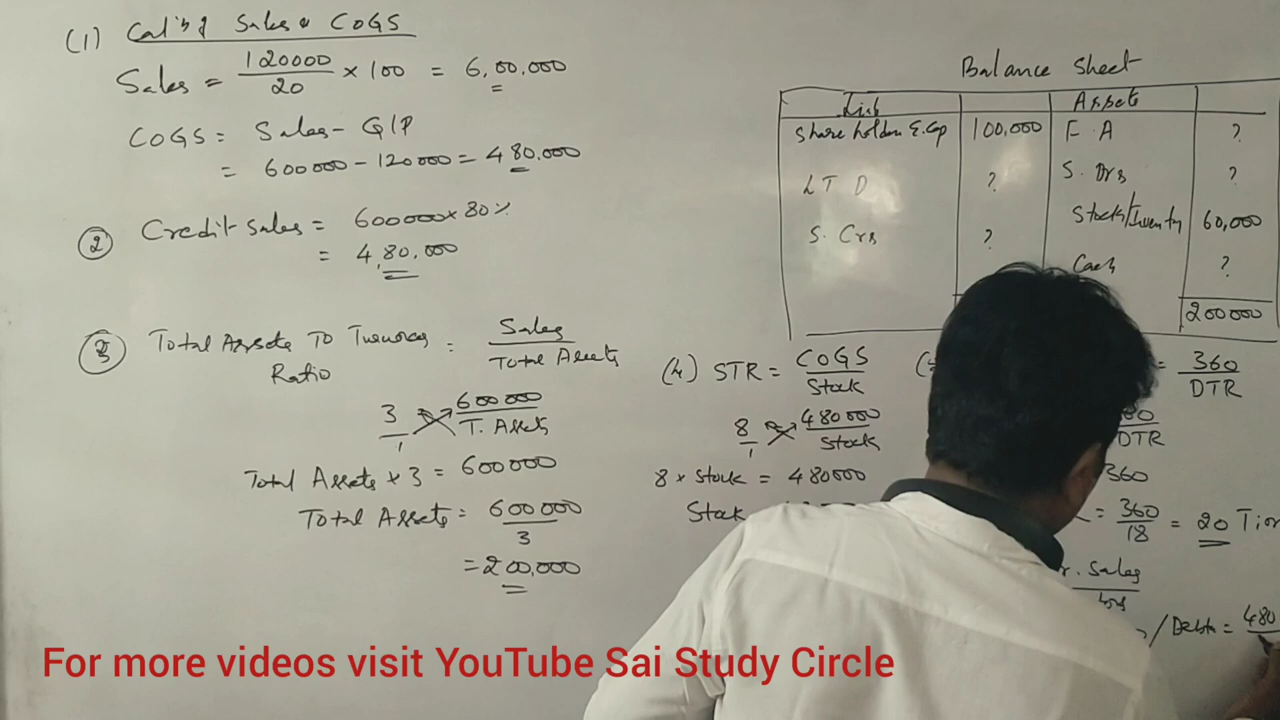 (1) Cal'n of Sales & COGS
Sales = 120000/20 × 100 = 6,00,000
COGS = Sales - G/P
= 600000 - 120000 = 480,000
② Credit Sales = 600000 × 80%
= 4,80,000
③ Total Assets To Turnover Ratio = Sales/Total Assets
3/1 600000/T. Assets
Total Assets × 3 = 600000
Total Assets = 600000/3
= 200,000
Balance Sheet
Liab Assets
Share holder E. Cap 100,000 F A ?
L T D ? S. Drs ?
S. Crs ? Stock/Inventry 60,000
Cash ?
200000
(4) STR = COGS/Stock
8/1 480000/Stock
8 × Stock = 480000
Stock
= 360/DTR
DTR
360
= 360/18 = 20
r. Sales
/ Debts = 480
For more videos visit YouTube Sai Study Circle